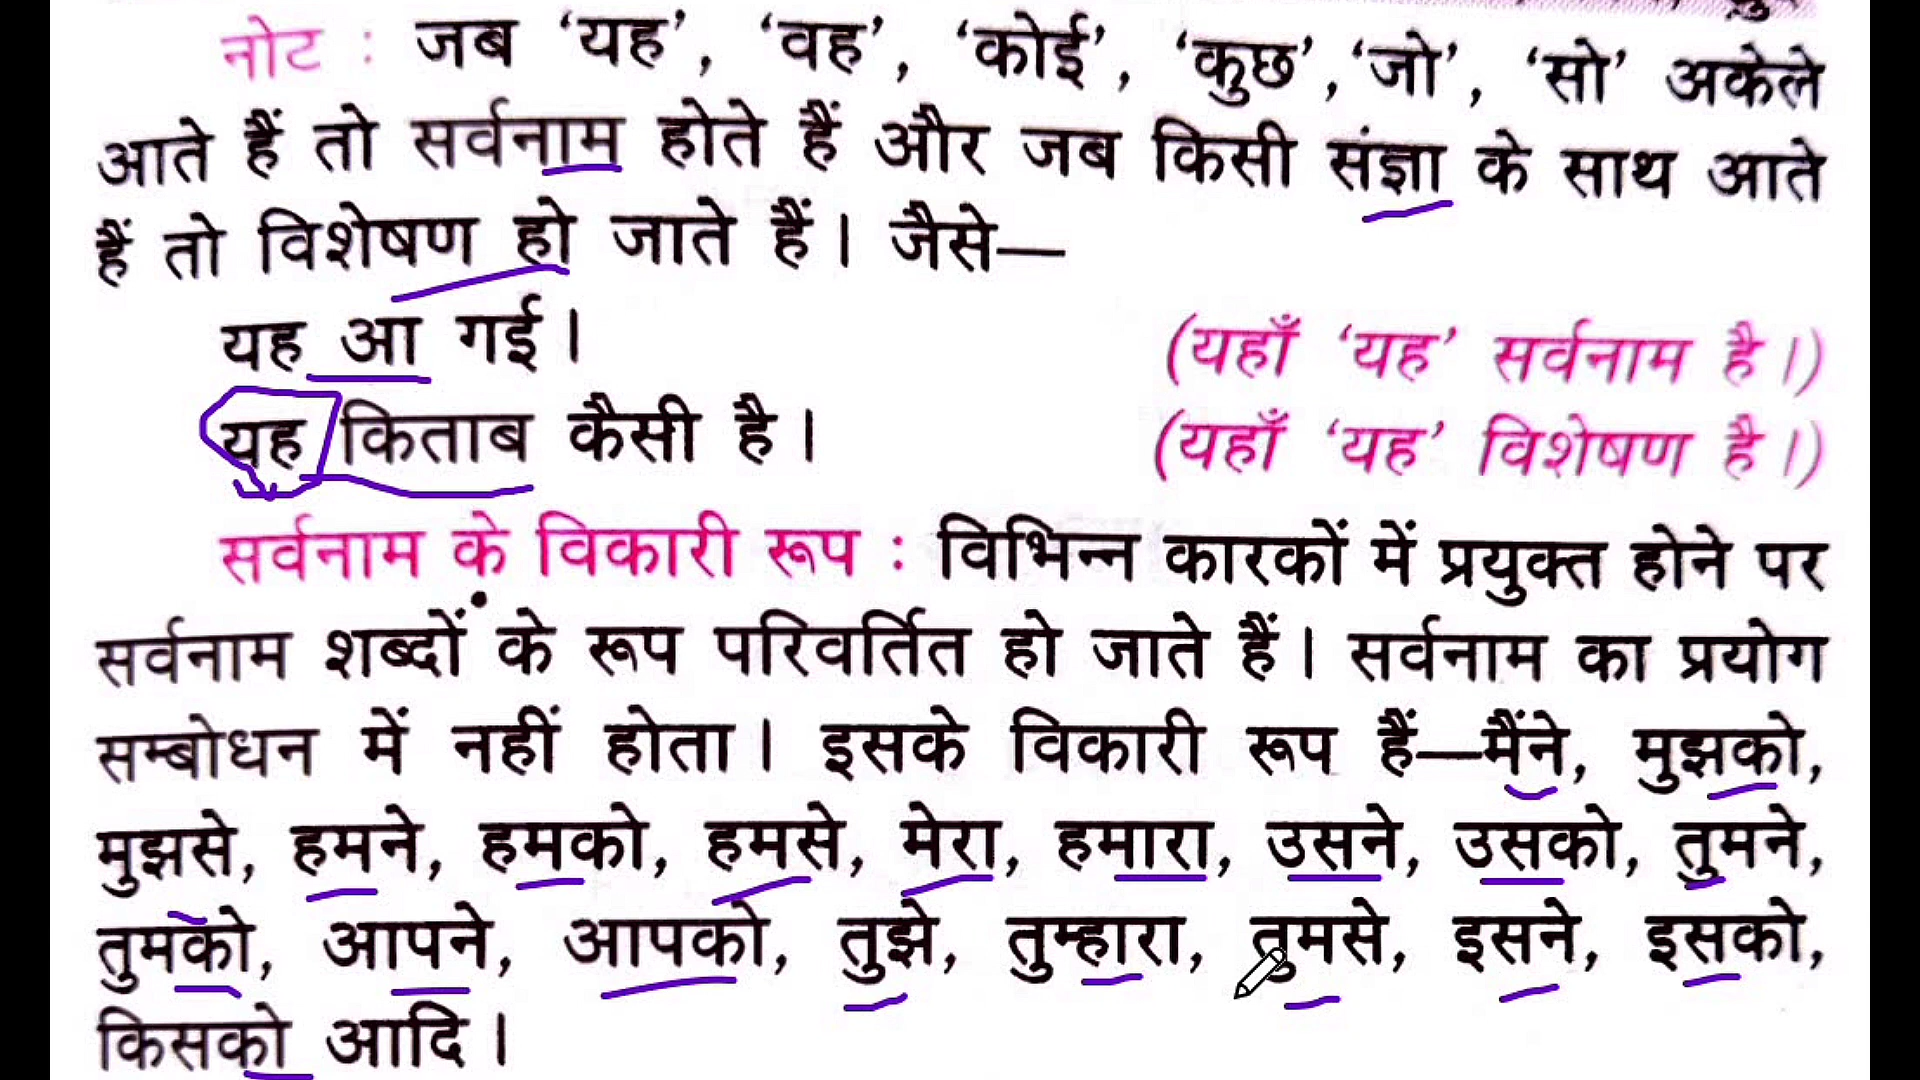 नोट : जब ‘यह’, ‘वह’, ‘कोई’, ‘कुछ’, ‘जो’, ‘सो’ अकेले
आते हैं तो सर्वनाम होते हैं और जब किसी संज्ञा के साथ आते
हैं तो विशेषण हो जाते हैं। जैसे—
यह आ गई। (यहाँ ‘यह’ सर्वनाम है।)
यह किताब कैसी है। (यहाँ ‘यह’ विशेषण है।)
सर्वनाम के विकारी रूप : विभिन्न कारकों में प्रयुक्त होने पर
सर्वनाम शब्दों के रूप परिवर्तित हो जाते हैं। सर्वनाम का प्रयोग
सम्बोधन में नहीं होता। इसके विकारी रूप हैं—मैंने, मुझको,
मुझसे, हमने, हमको, हमसे, मेरा, हमारा, उसने, उसको, तुमने,
तुमको, आपने, आपको, तुझे, तुम्हारा, तुमसे, इसने, इसको,
किसको आदि।